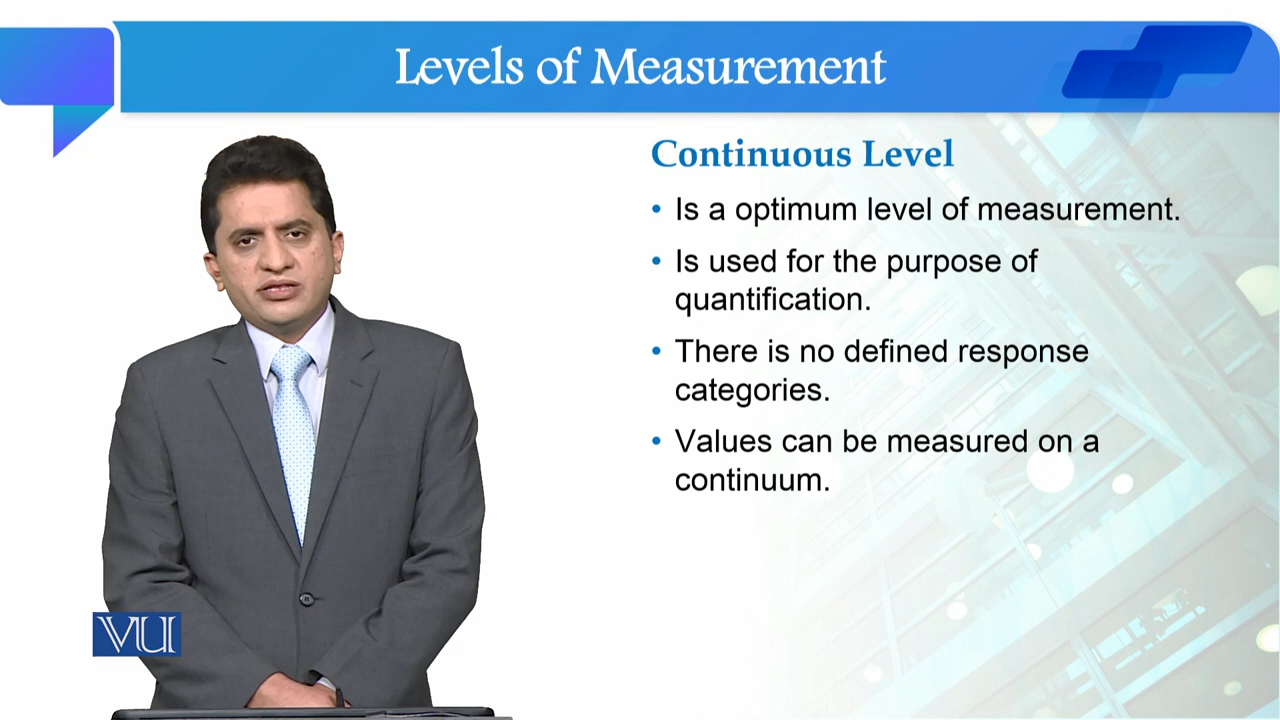 Levels of Measurement
Continuous Level
• Is a optimum level of measurement.
• Is used for the purpose of
quantification.
• There is no defined response
categories.
• Values can be measured on a
continuum.
VU